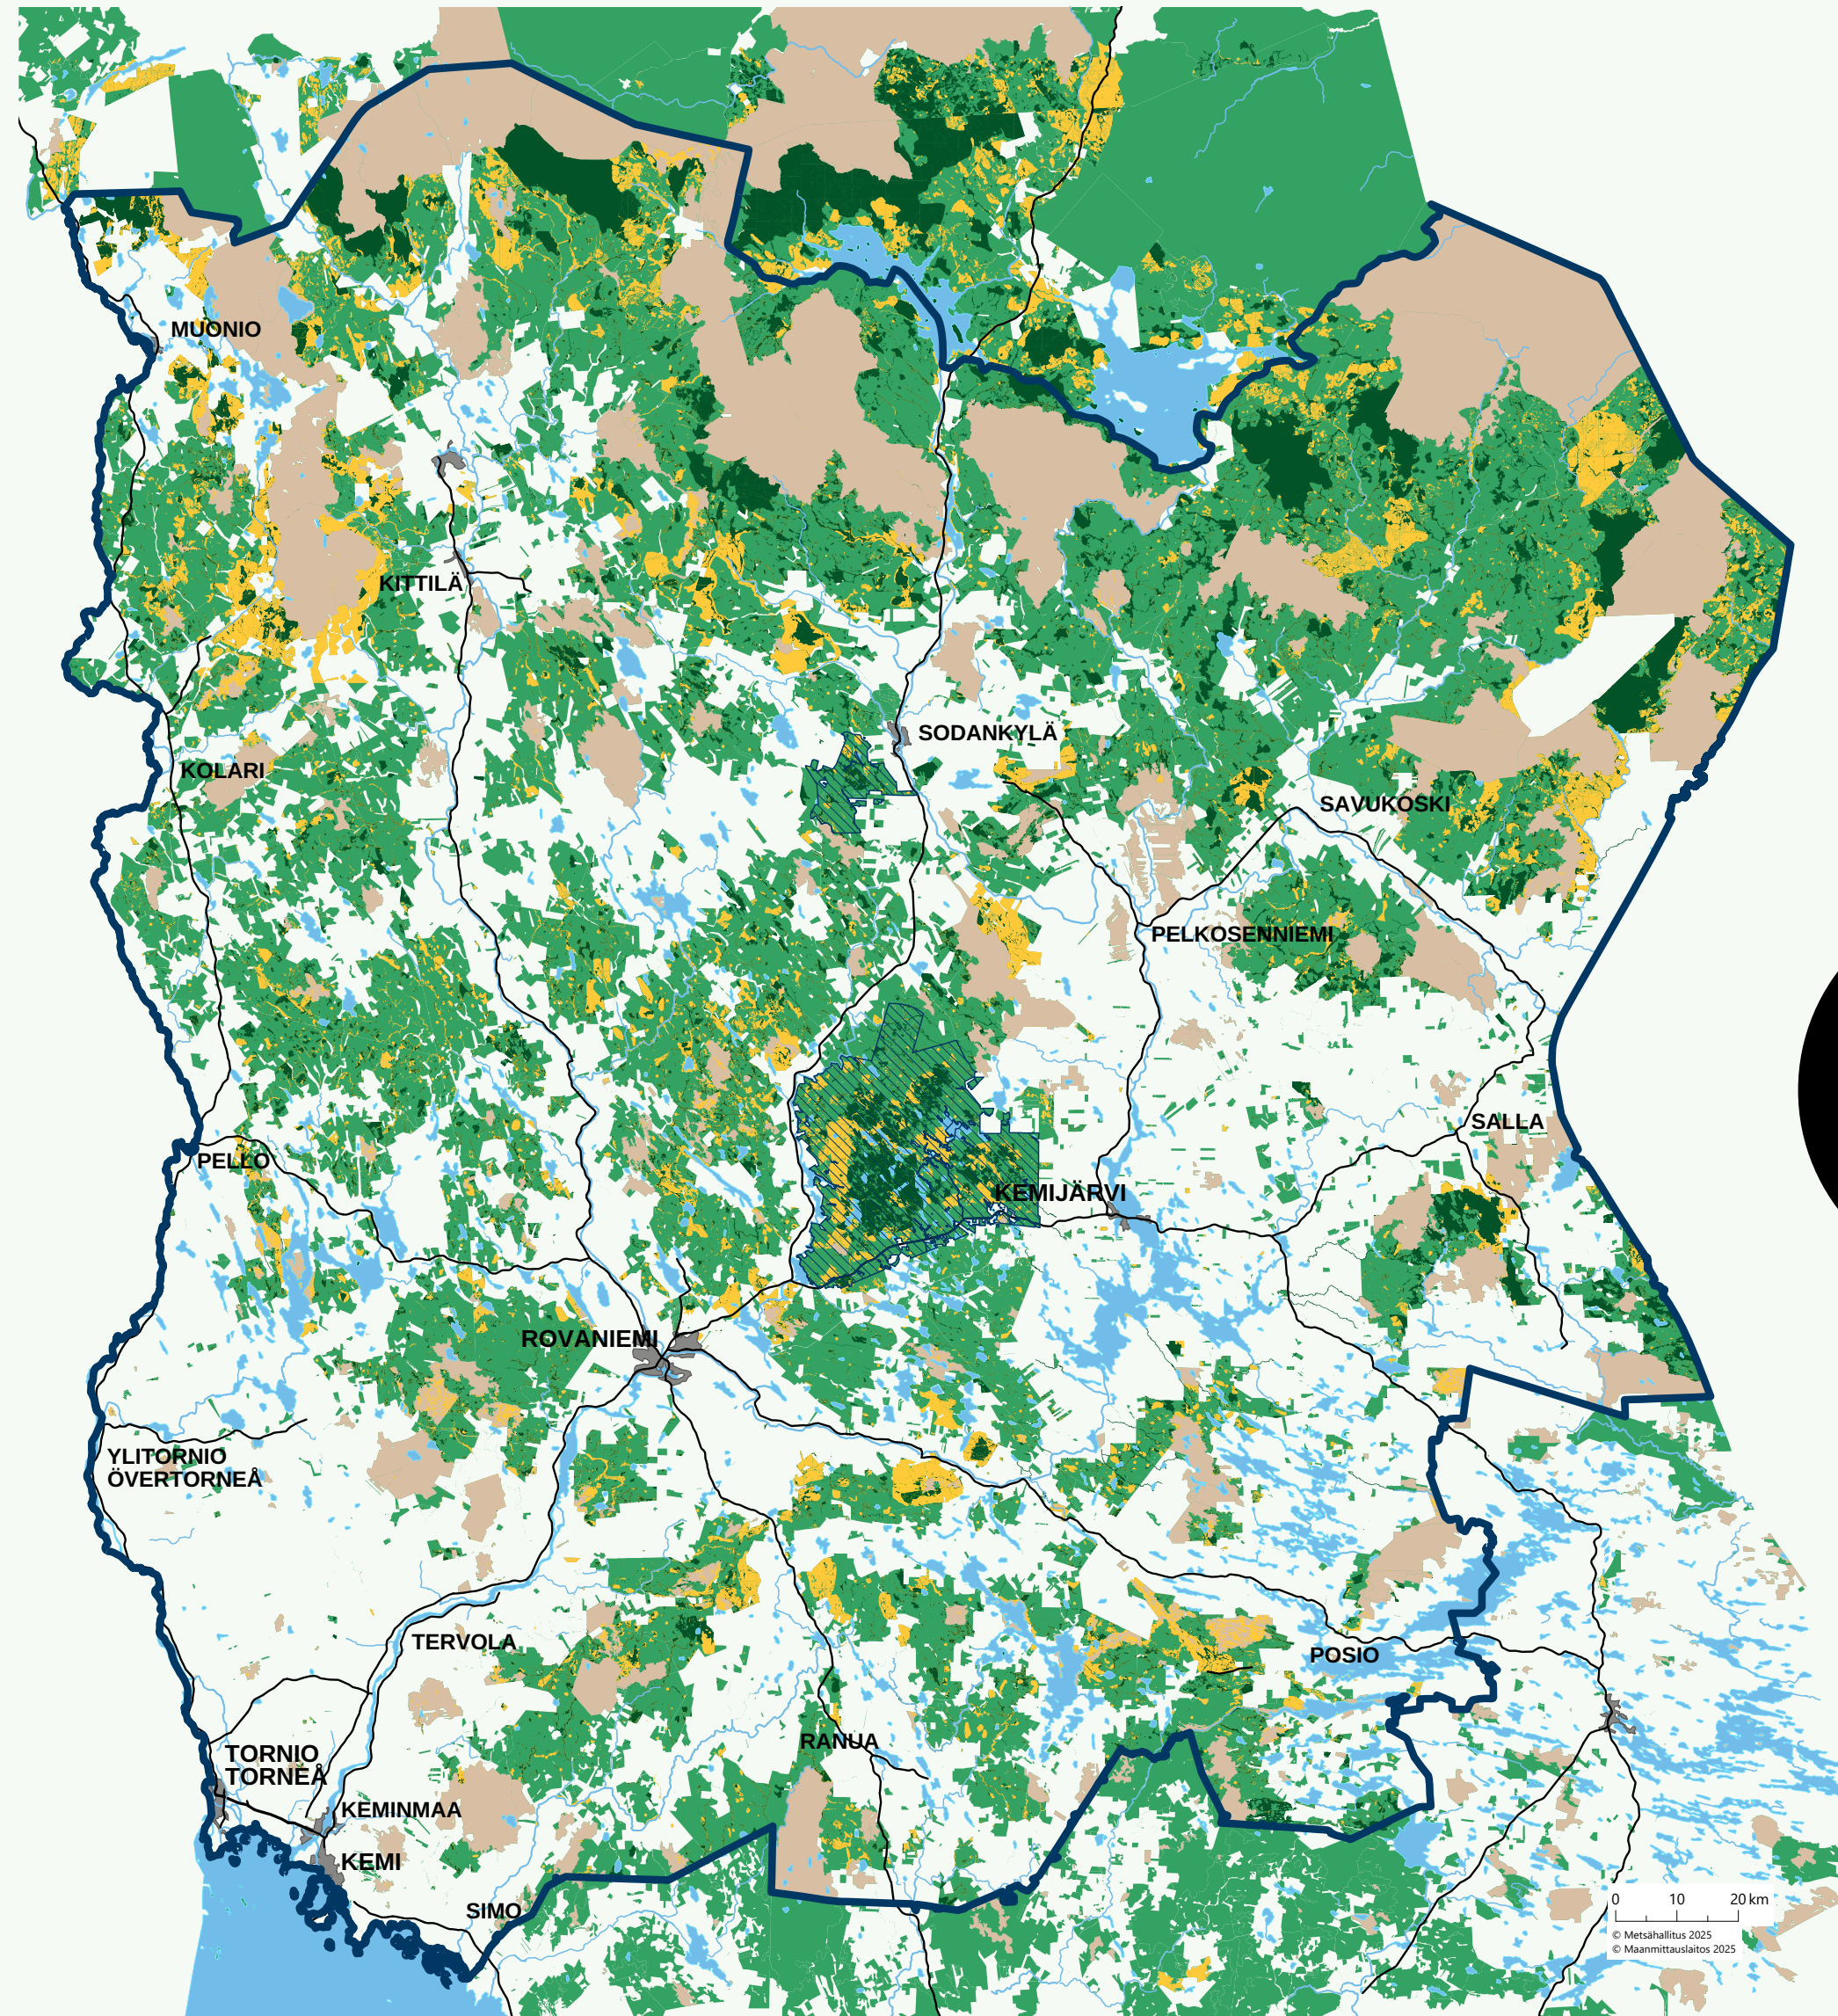 MUONIO
KITTILÄ
SODANKYLÄ
KOLARI
SAVUKOSKI
PELKOSENNIEMI
SALLA
PELLO
KEMIJÄRVI
ROVANIEMI
YLITORNIO
ÖVERTORNEÅ
TERVOLA
POSIO
RANUA
TORNIO
TORNEÅ
KEMINMAA
KEMI
SIMO
0 10 20 km
© Metsähallitus 2025
© Maanmittauslaitos 2025